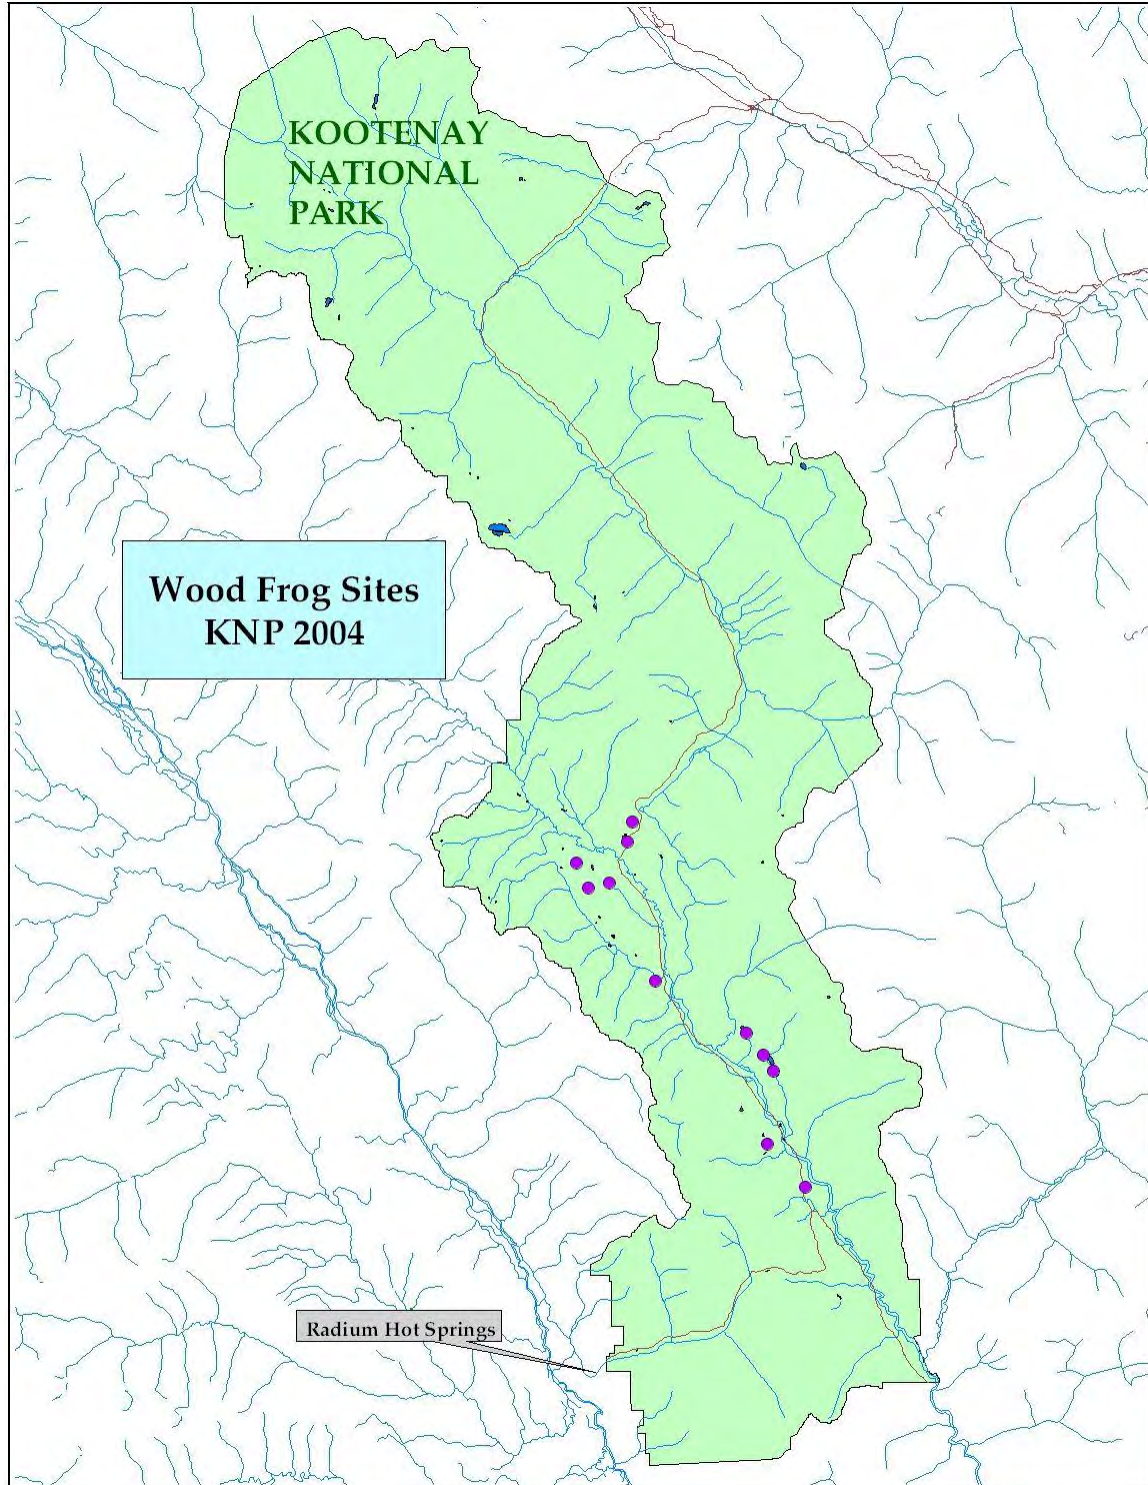 KOOTENAY
NATIONAL
PARK
Wood Frog Sites
KNP 2004
Radium Hot Springs